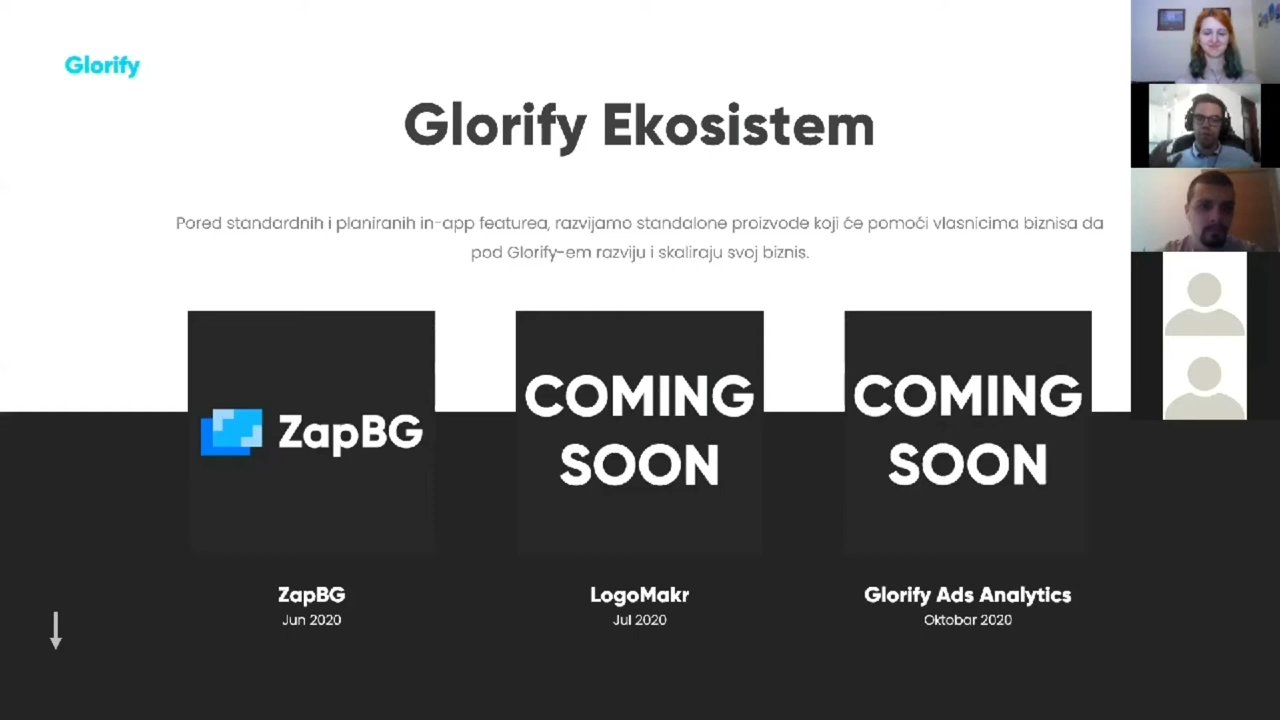 Glorify
Glorify Ekosistem
Pored standardnih i planiranih in-app featurea, razvijamo standalone proizvode koji će pomoći vlasnicima biznisa da
pod Glorify-em razviju i skaliraju svoj biznis.
ZapBG
COMING
SOON
COMING
SOON
ZapBG
Jun 2020
LogoMakr
Jul 2020
Glorify Ads Analytics
Oktobar 2020